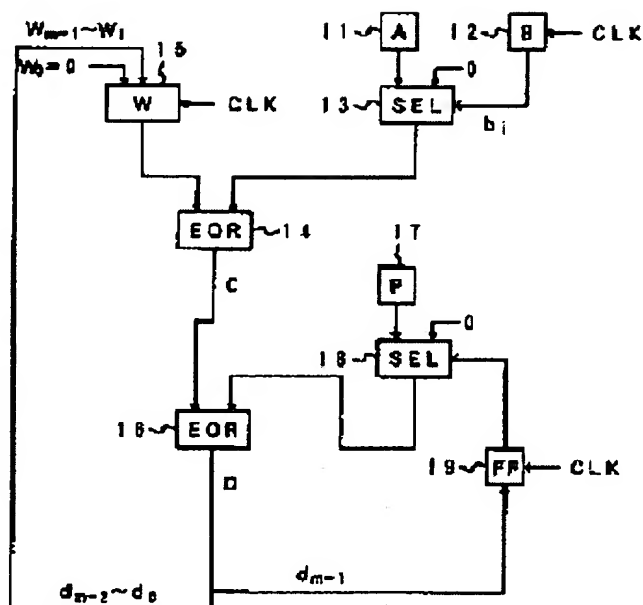 Wm-1~W1
W0=0
15
W
CLK
11
A
12
B
CLK
0
13
SEL
bi
EOR
14
C
17
P
0
18
SEL
16
EOR
D
19
FF
CLK
dm-1
dm-2~d0